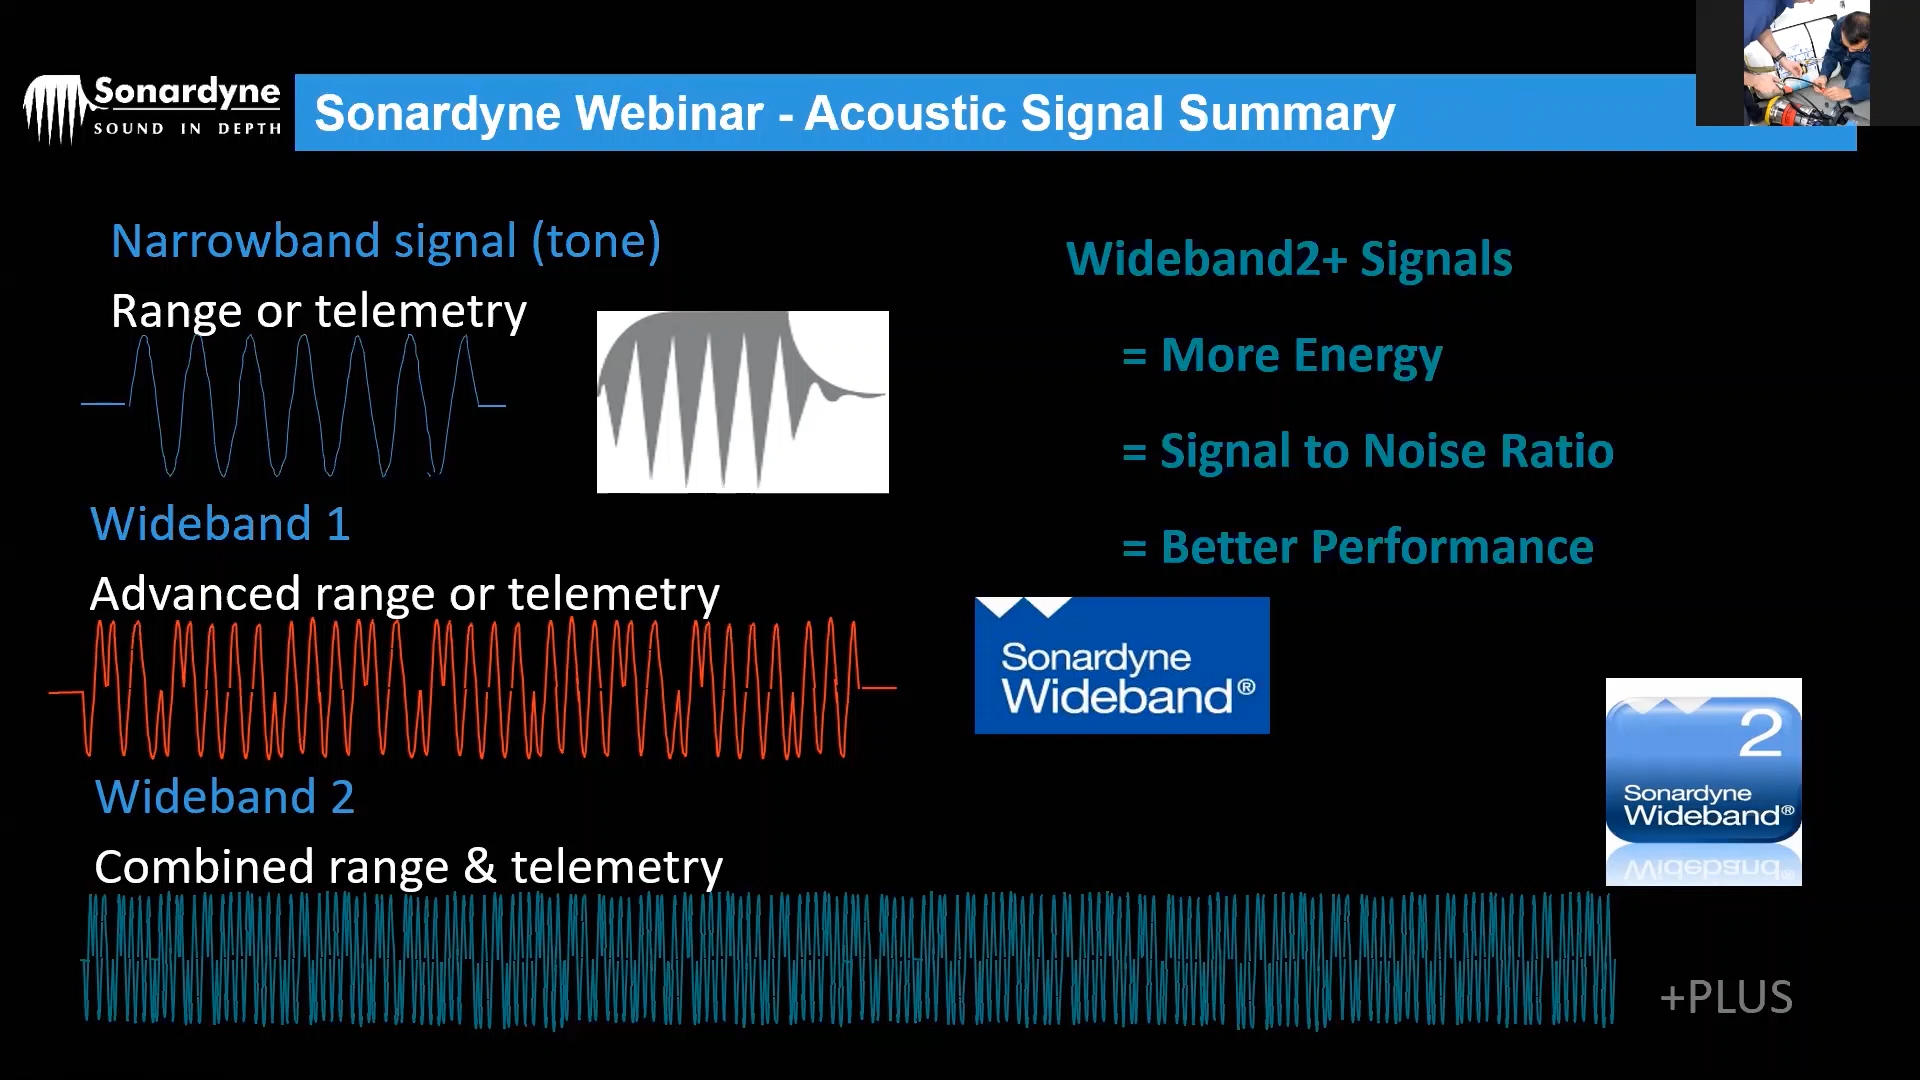 Sonardyne
SOUND IN DEPTH
Sonardyne Webinar - Acoustic Signal Summary
Narrowband signal (tone)
Range or telemetry
Wideband 1
Advanced range or telemetry
Wideband 2
Combined range & telemetry
Wideband2+ Signals
= More Energy
= Signal to Noise Ratio
= Better Performance
Sonardyne
Wideband®
2
Sonardyne
Wideband®
+PLUS